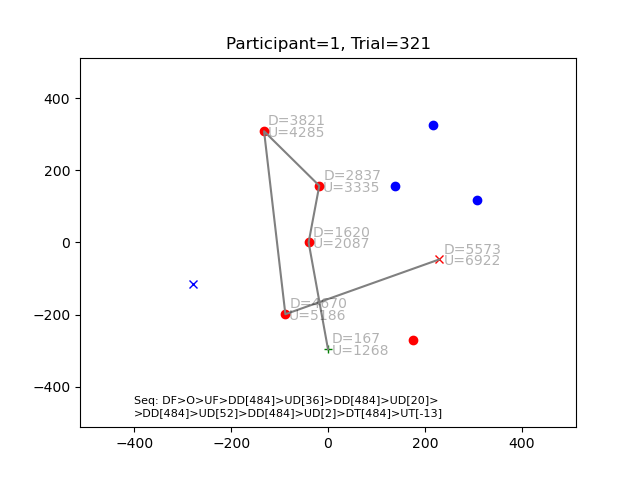 Participant=1, Trial=321
400
200
0
−200
−400
D=3821
U=4285
D=2837
U=3335
D=1620
U=2087
D=5573
U=6922
D=4670
U=5186
D=167
U=1268
Seq: DF>O>UF>DD[484]>UD[36]>DD[484]>UD[20]>
>DD[484]>UD[52]>DD[484]>UD[2]>DT[484]>UT[-13]
−400 −200 0 200 400